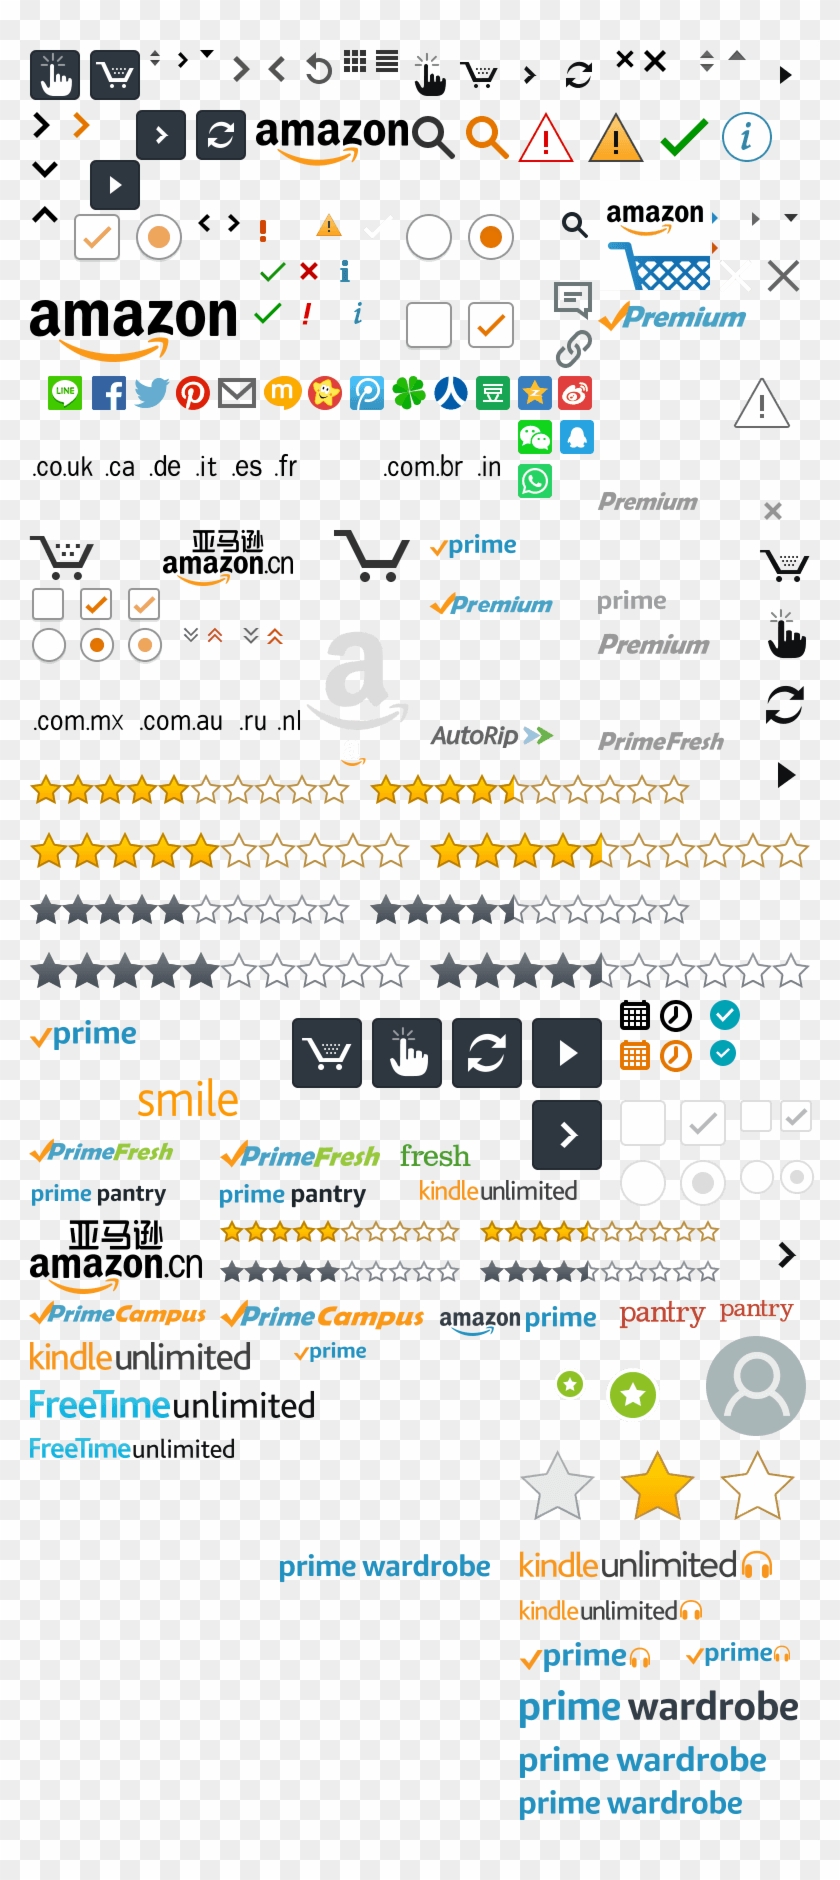 amazon
amazon
amazon
Premium
LINE
m
豆
.co.uk .ca .de .it .es .fr
.com.br .in
Premium
亚马逊
amazon.cn
prime
Premium
prime
Premium
a
.com.mx .com.au .ru .nl
AutoRip
PrimeFresh
prime
smile
PrimeFresh
PrimeFresh
fresh
prime pantry
prime pantry
kindleunlimited
亚马逊
amazon.cn
PrimeCampus
PrimeCampus
amazon prime
pantry
pantry
kindleunlimited
prime
FreeTimeunlimited
FreeTimeunlimited
prime wardrobe
kindleunlimited
kindleunlimited
prime
prime
prime wardrobe
prime wardrobe
prime wardrobe